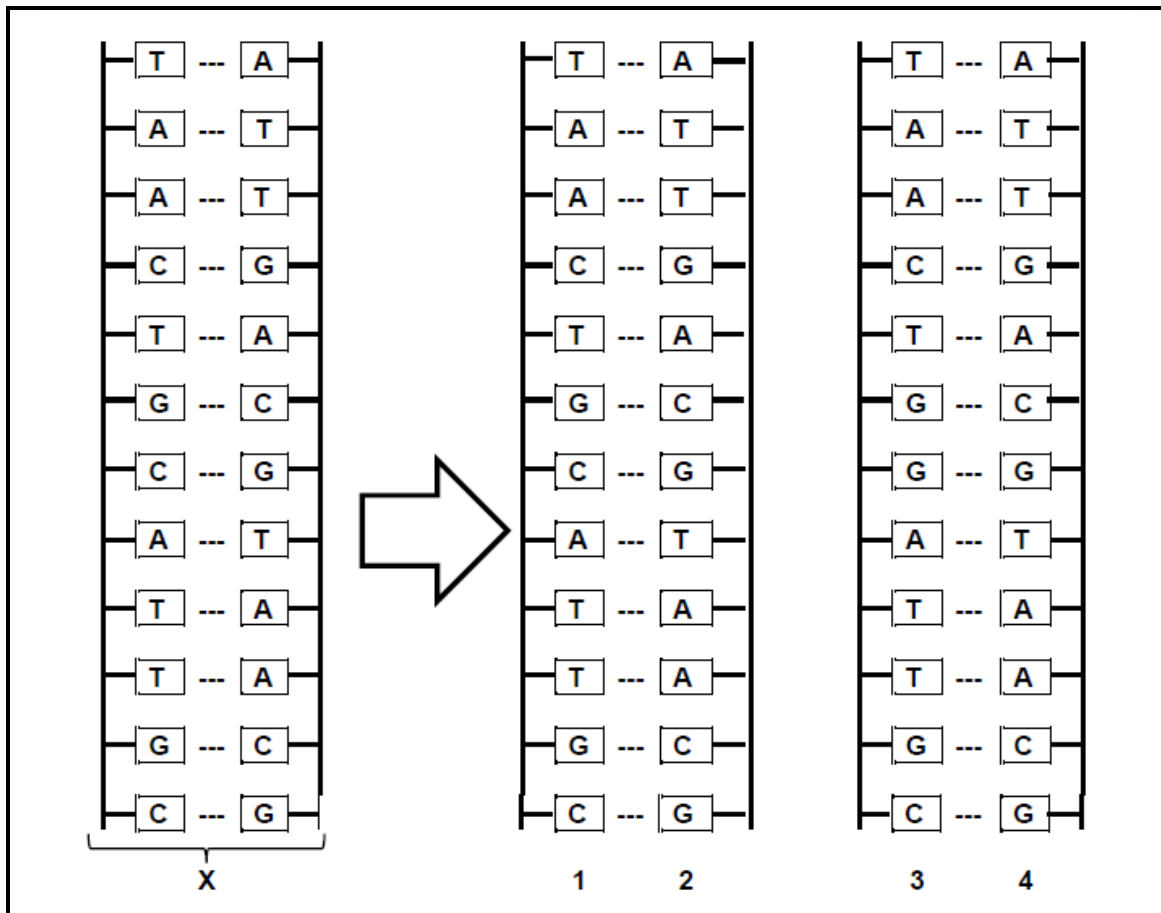 T --- A T --- A T --- A
A --- T A --- T A --- T
A --- T A --- T A --- T
C --- G C --- G C --- G
T --- A T --- A T --- A
G --- C G --- C G --- C
C --- G C --- G G --- G
A --- T A --- T A --- T
T --- A T --- A T --- A
T --- A T --- A T --- A
G --- C G --- C G --- C
C --- G C --- G C --- G
X 1 2 3 4